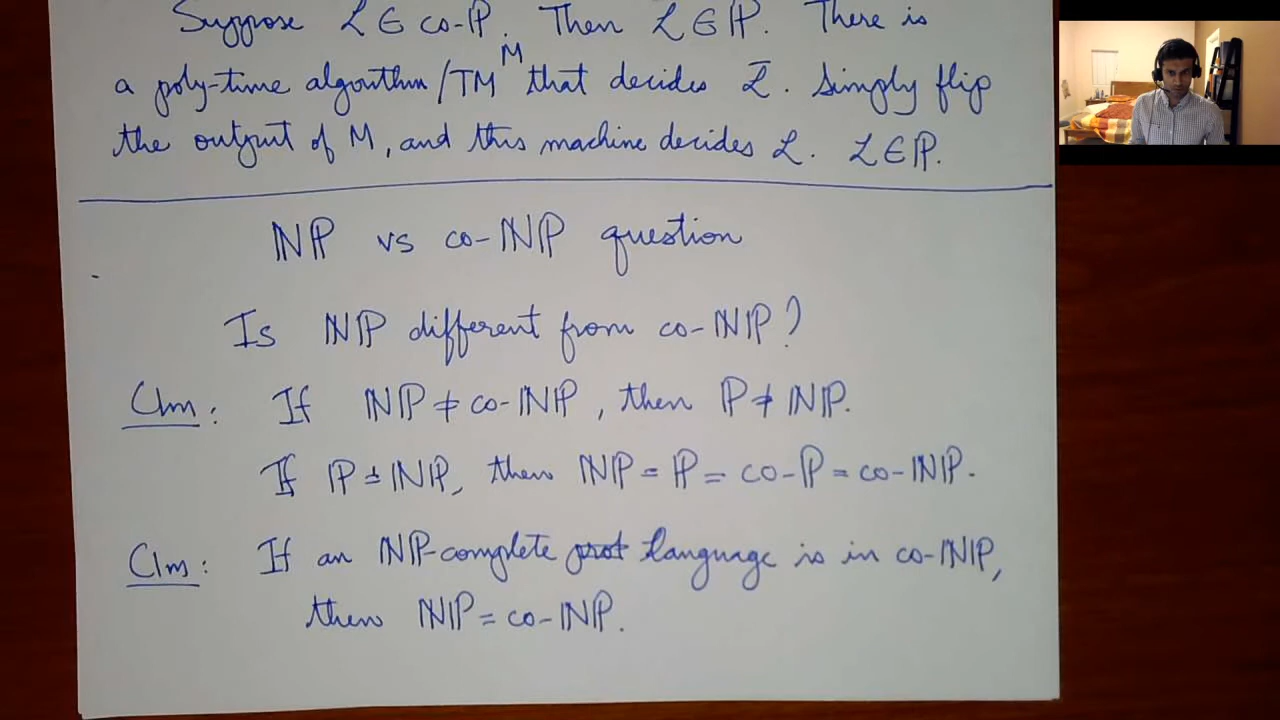 Suppose L ∈ co-P. Then L ∈ P. There is
a poly-time algorithm/TM M that decides L̄. Simply flip
the output of M, and this machine decides L. L ∈ P.
NP vs co-NP question
Is NP different from co-NP?
Clm: If NP ≠ co-NP, then P ≠ NP.
If P = NP, then NP = P = co-P = co-NP.
Clm: If an NP-complete language is in co-NP,
then NP = co-NP.